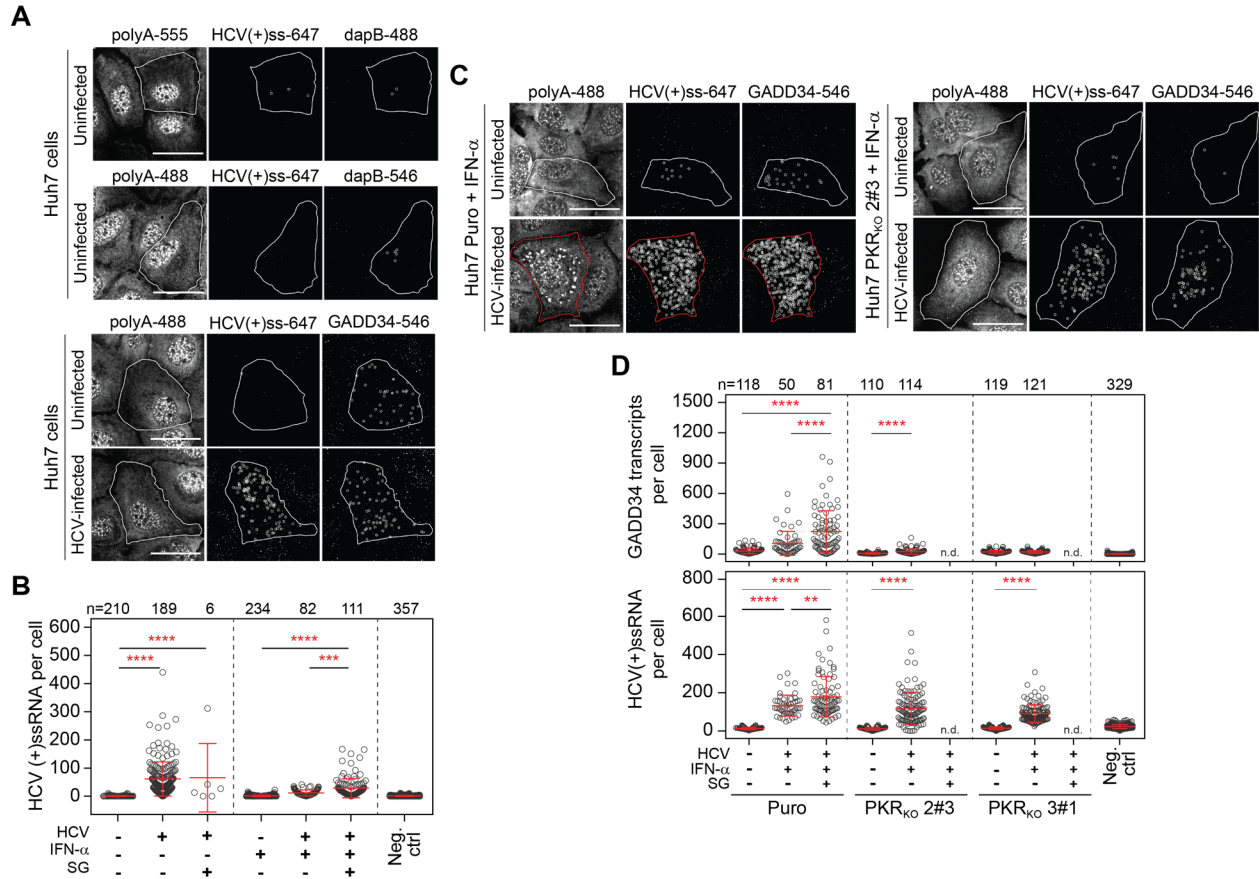 A
polyA-555 HCV(+)ss-647 dapB-488
Huh7 cells
Uninfected
polyA-488 HCV(+)ss-647 dapB-546
Uninfected
polyA-488 HCV(+)ss-647 GADD34-546
Huh7 cells
Uninfected
HCV-infected
B
n=210 189 6 234 82 111 357
HCV (+)ssRNA per cell
600
500
400
300
200
100
0
**** **** **** ***
HCV - + + - + +
IFN-α - - - + + +
SG - - + - - +
Neg. ctrl
C
polyA-488 HCV(+)ss-647 GADD34-546
Huh7 Puro + IFN-α
Uninfected
HCV-infected
polyA-488 HCV(+)ss-647 GADD34-546
Huh7 PKRKO 2#3 + IFN-α
Uninfected
HCV-infected
D
n=118 50 81 110 114 119 121 329
GADD34 transcripts
per cell
1500
1200
900
600
300
0
**** **** ****
n.d. n.d.
HCV(+)ssRNA
per cell
800
600
400
200
0
**** **** ** **** ****
n.d. n.d.
HCV - + + - + + - + +
IFN-α - + + - + + - + +
SG - - + - - + - - +
Puro PKRKO 2#3 PKRKO 3#1
Neg.
ctrl